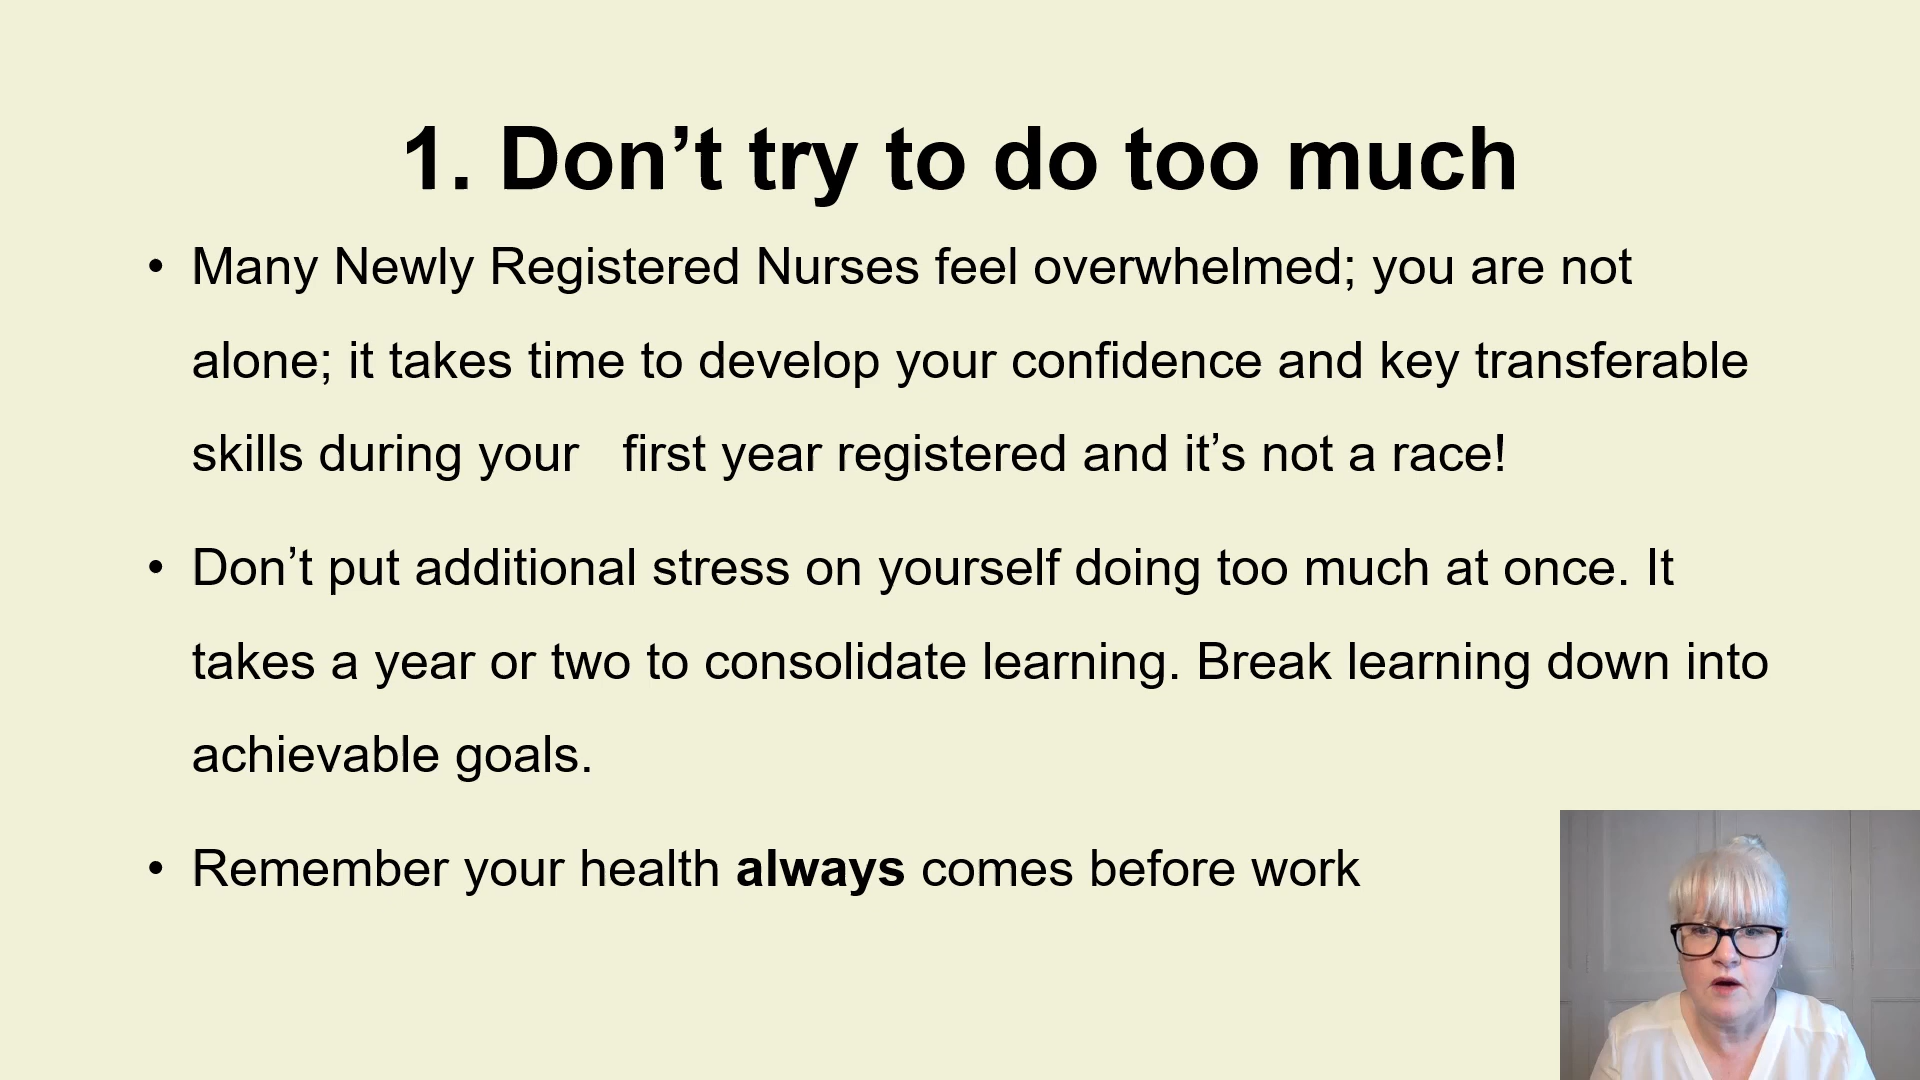 1. Don’t try to do too much
• Many Newly Registered Nurses feel overwhelmed; you are not
alone; it takes time to develop your confidence and key transferable
skills during your   first year registered and it’s not a race!
• Don’t put additional stress on yourself doing too much at once. It
takes a year or two to consolidate learning. Break learning down into
achievable goals.
• Remember your health always comes before work